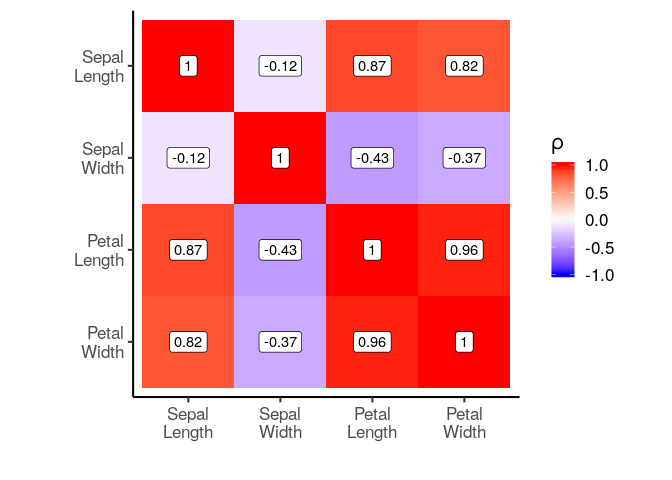 Sepal
Length
1
-0.12
0.87
0.82
Sepal
Width
-0.12
1
-0.43
-0.37
Petal
Length
0.87
-0.43
1
0.96
Petal
Width
0.82
-0.37
0.96
1
Sepal
Length
Sepal
Width
Petal
Length
Petal
Width
ρ
1.0
0.5
0.0
-0.5
-1.0